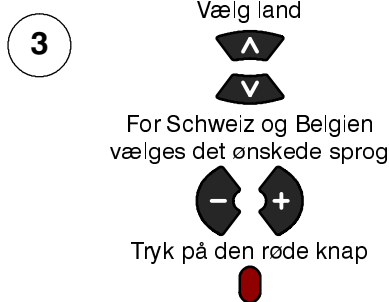 3
Vælg land
For Schweiz og Belgien
vælges det ønskede sprog
− +
Tryk på den røde knap